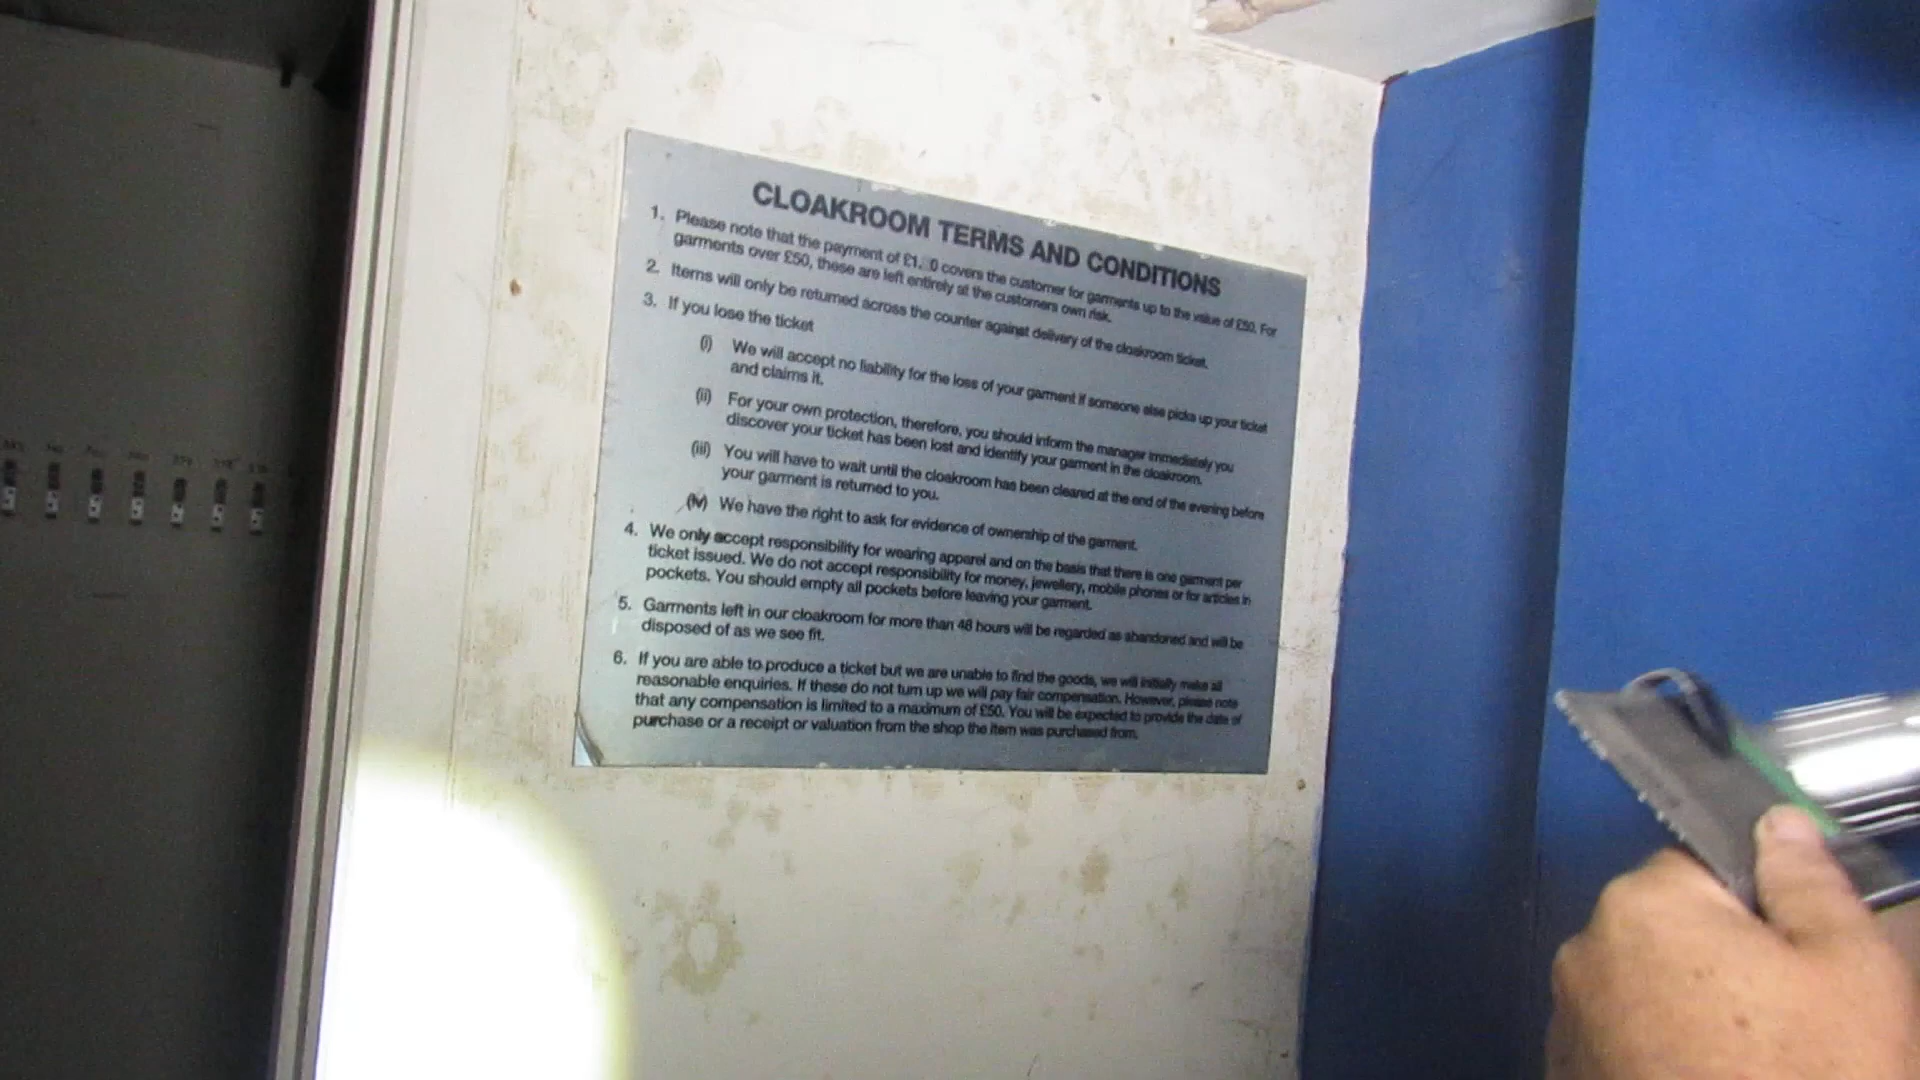 CLOAKROOM TERMS AND CONDITIONS
1. Please note that the payment of £1. 0 covers the customer for garments up to the value of £50. For
garments over £50, these are left entirely at the customers own risk.
2. Items will only be returned across the counter against delivery of the cloakroom ticket.
3. If you lose the ticket
(i) We will accept no liability for the loss of your garment if someone else picks up your ticket
and claims it.
(ii) For your own protection, therefore, you should inform the manager immediately you
discover your ticket has been lost and identify your garment in the cloakroom.
(iii) You will have to wait until the cloakroom has been cleared at the end of the evening before
your garment is returned to you.
(iv) We have the right to ask for evidence of ownership of the garment.
4. We only accept responsibility for wearing apparel and on the basis that there is one garment per
ticket issued. We do not accept responsibility for money, jewellery, mobile phones or for articles in
pockets. You should empty all pockets before leaving your garment.
5. Garments left in our cloakroom for more than 48 hours will be regarded as abandoned and will be
disposed of as we see fit.
6. If you are able to produce a ticket but we are unable to find the goods, we will initially make all
reasonable enquiries. If these do not turn up we will pay fair compensation. However, please note
that any compensation is limited to a maximum of £50. You will be expected to provide the date of
purchase or a receipt or valuation from the shop the item was purchased from.